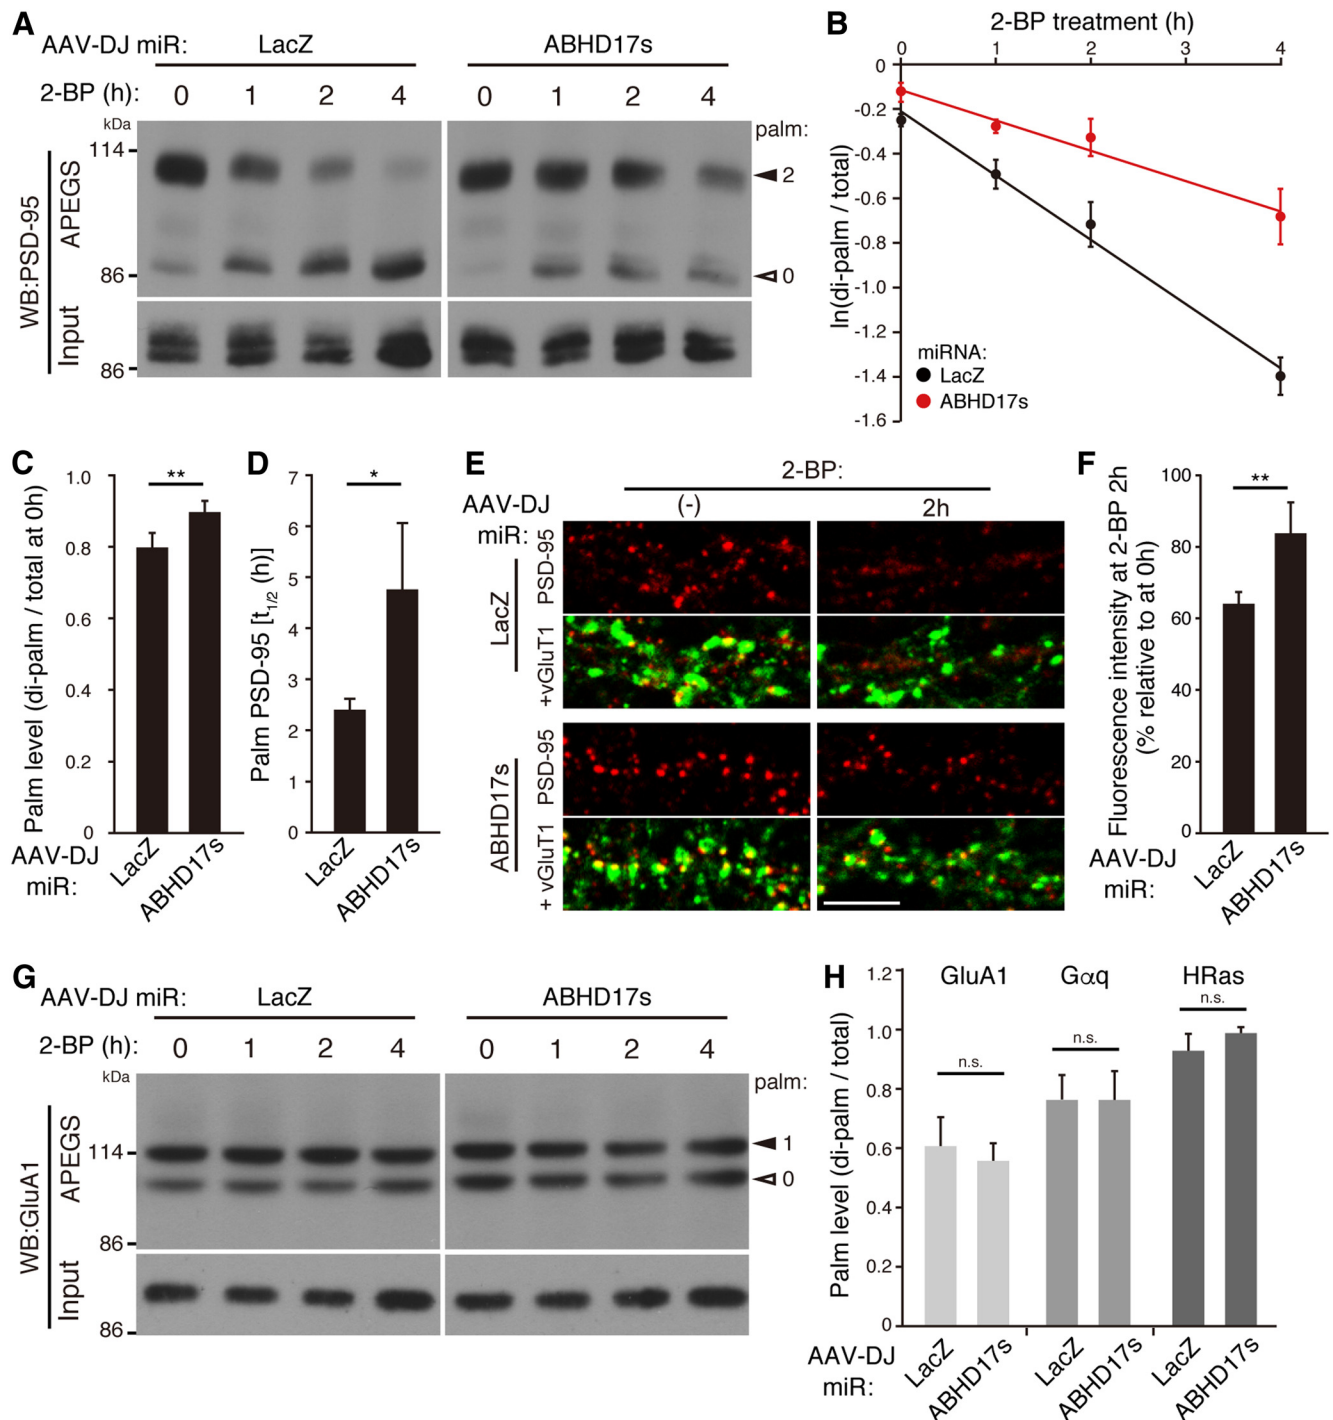 A
AAV-DJ miR: LacZ ABHD17s
2-BP (h): 0 1 2 4 0 1 2 4
kDa
palm:
114
2
86
0
86
WB:PSD-95
APEGS
Input
B
2-BP treatment (h)
0 1 2 3 4
0
-0.2
-0.4
-0.6
-0.8
-1.0
-1.2
-1.4
-1.6
ln(di-palm / total)
miRNA:
LacZ
ABHD17s
C
Palm level (di-palm / total at 0h)
1.0
0.8
0.6
0.4
0.2
0
**
AAV-DJ
miR:
LacZ
ABHD17s
D
Palm PSD-95 [t1/2 (h)]
7
6
5
4
3
2
1
0
*
LacZ
ABHD17s
E
2-BP:
AAV-DJ
miR:
(-) 2h
LacZ
PSD-95
+vGluT1
ABHD17s
PSD-95
+ vGluT1
F
Fluorescence intensity at 2-BP 2h
(% relative to at 0h)
100
80
60
40
20
0
**
AAV-DJ
miR:
LacZ
ABHD17s
G
AAV-DJ miR: LacZ ABHD17s
2-BP (h): 0 1 2 4 0 1 2 4
kDa
palm:
114
1
0
86
86
WB:GluA1
APEGS
Input
H
Palm level (di-palm / total)
1.2
1.0
0.8
0.6
0.4
0.2
0
GluA1 Gαq HRas
n.s. n.s. n.s.
AAV-DJ
miR:
LacZ
ABHD17s
LacZ
ABHD17s
LacZ
ABHD17s